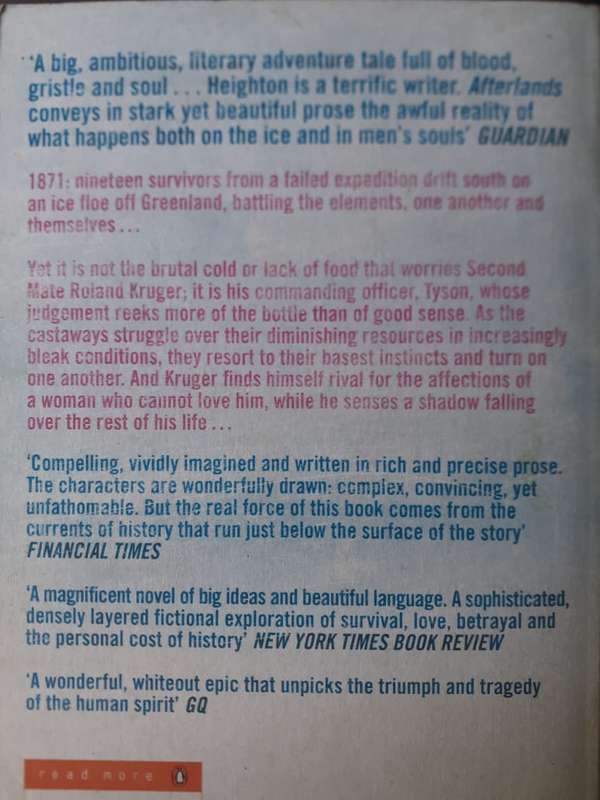 'A big, ambitious, literary adventure tale full of blood,
gristle and soul ... Heighton is a terrific writer. Afterlands
conveys in stark yet beautiful prose the awful reality of
what happens both on the ice and in men's souls' GUARDIAN
1871: nineteen survivors from a failed expedition drift south on
an ice floe off Greenland, battling the elements, one another and
themselves ...
Yet it is not the brutal cold or lack of food that worries Second
Mate Roland Kruger; it is his commanding officer, Tyson, whose
judgement reeks more of the bottle than of good sense. As the
castaways struggle over their diminishing resources in increasingly
bleak conditions, they resort to their basest instincts and turn on
one another. And Kruger finds himself rival for the affections of
a woman who cannot love him, while he senses a shadow falling
over the rest of his life ...
'Compelling, vividly imagined and written in rich and precise prose.
The characters are wonderfully drawn: complex, convincing, yet
unfathomable. But the real force of this book comes from the
currents of history that run just below the surface of the story'
FINANCIAL TIMES
'A magnificent novel of big ideas and beautiful language. A sophisticated,
densely layered fictional exploration of survival, love, betrayal and
the personal cost of history' NEW YORK TIMES BOOK REVIEW
'A wonderful, whiteout epic that unpicks the triumph and tragedy
of the human spirit' GQ
read more